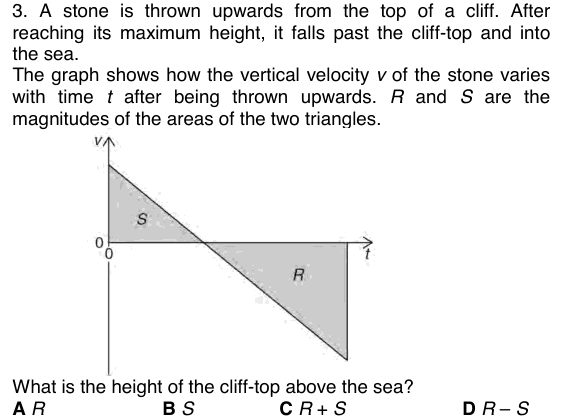 3. A stone is thrown upwards from the top of a cliff. After
reaching its maximum height, it falls past the cliff-top and into
the sea.
The graph shows how the vertical velocity v of the stone varies
with time t after being thrown upwards. R and S are the
magnitudes of the areas of the two triangles.
v
S
0
0
t
R
What is the height of the cliff-top above the sea?
A R B S C R + S D R – S